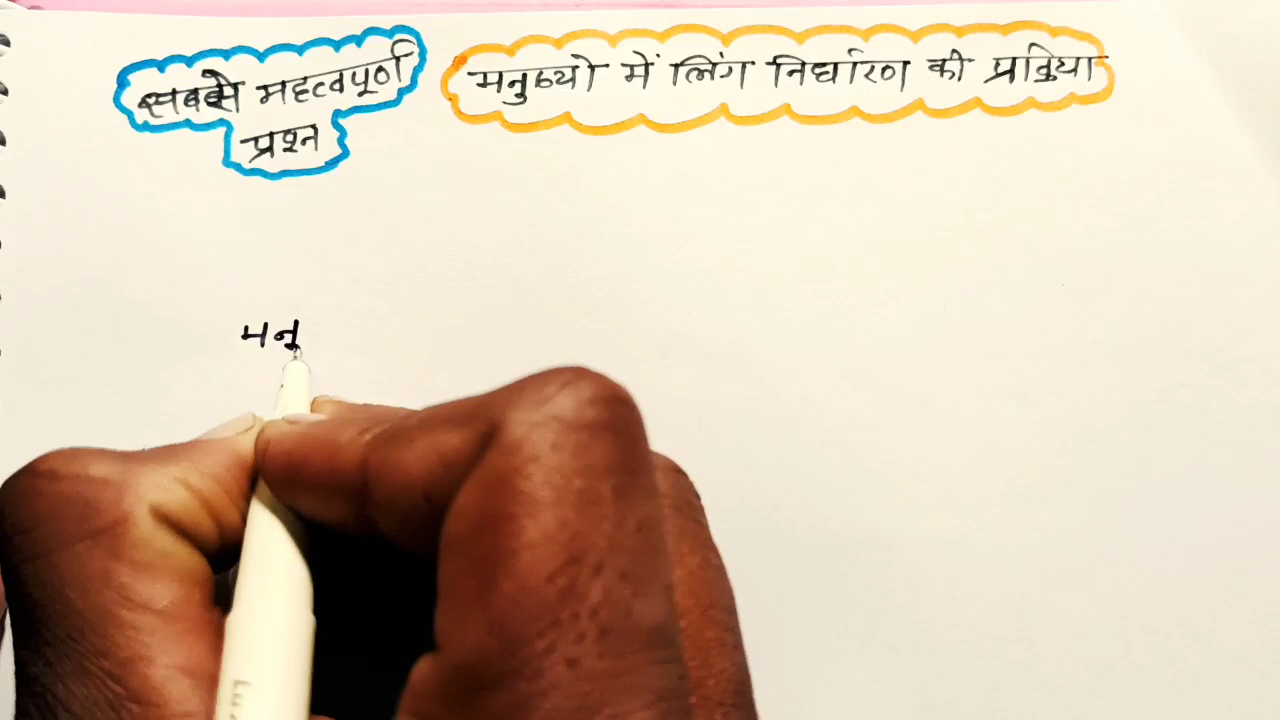 सबसे महत्वपूर्ण
प्रश्न
मनुष्यो में लिंग निर्धारण की प्रक्रिया
मनु